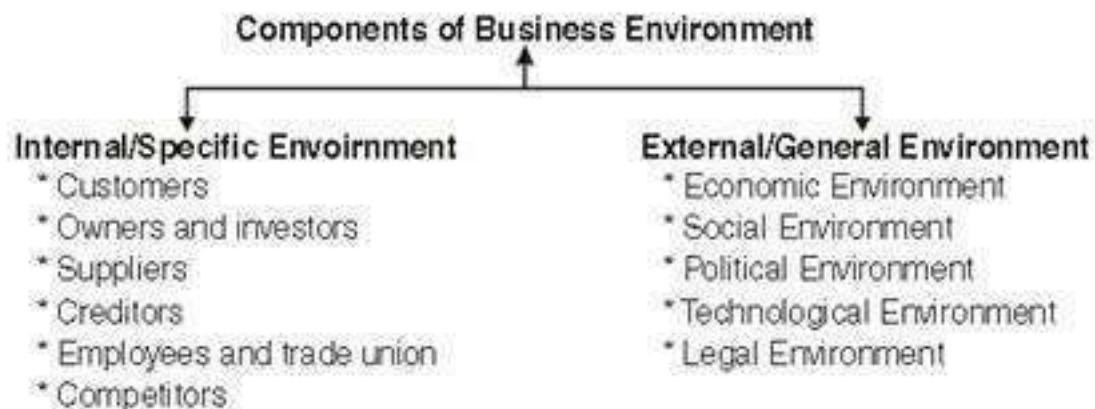 Components of Business Environment
Internal/Specific Envoirnment
* Customers
* Owners and investors
* Suppliers
* Creditors
* Employees and trade union
* Competitors
External/General Environment
* Economic Environment
* Social Environment
* Political Environment
* Technological Environment
* Legal Environment